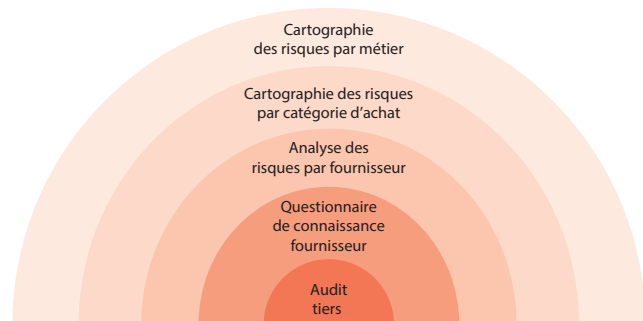 Cartographie
des risques par métier
Cartographie des risques
par catégorie d’achat
Analyse des
risques par fournisseur
Questionnaire
de connaissance
fournisseur
Audit
tiers